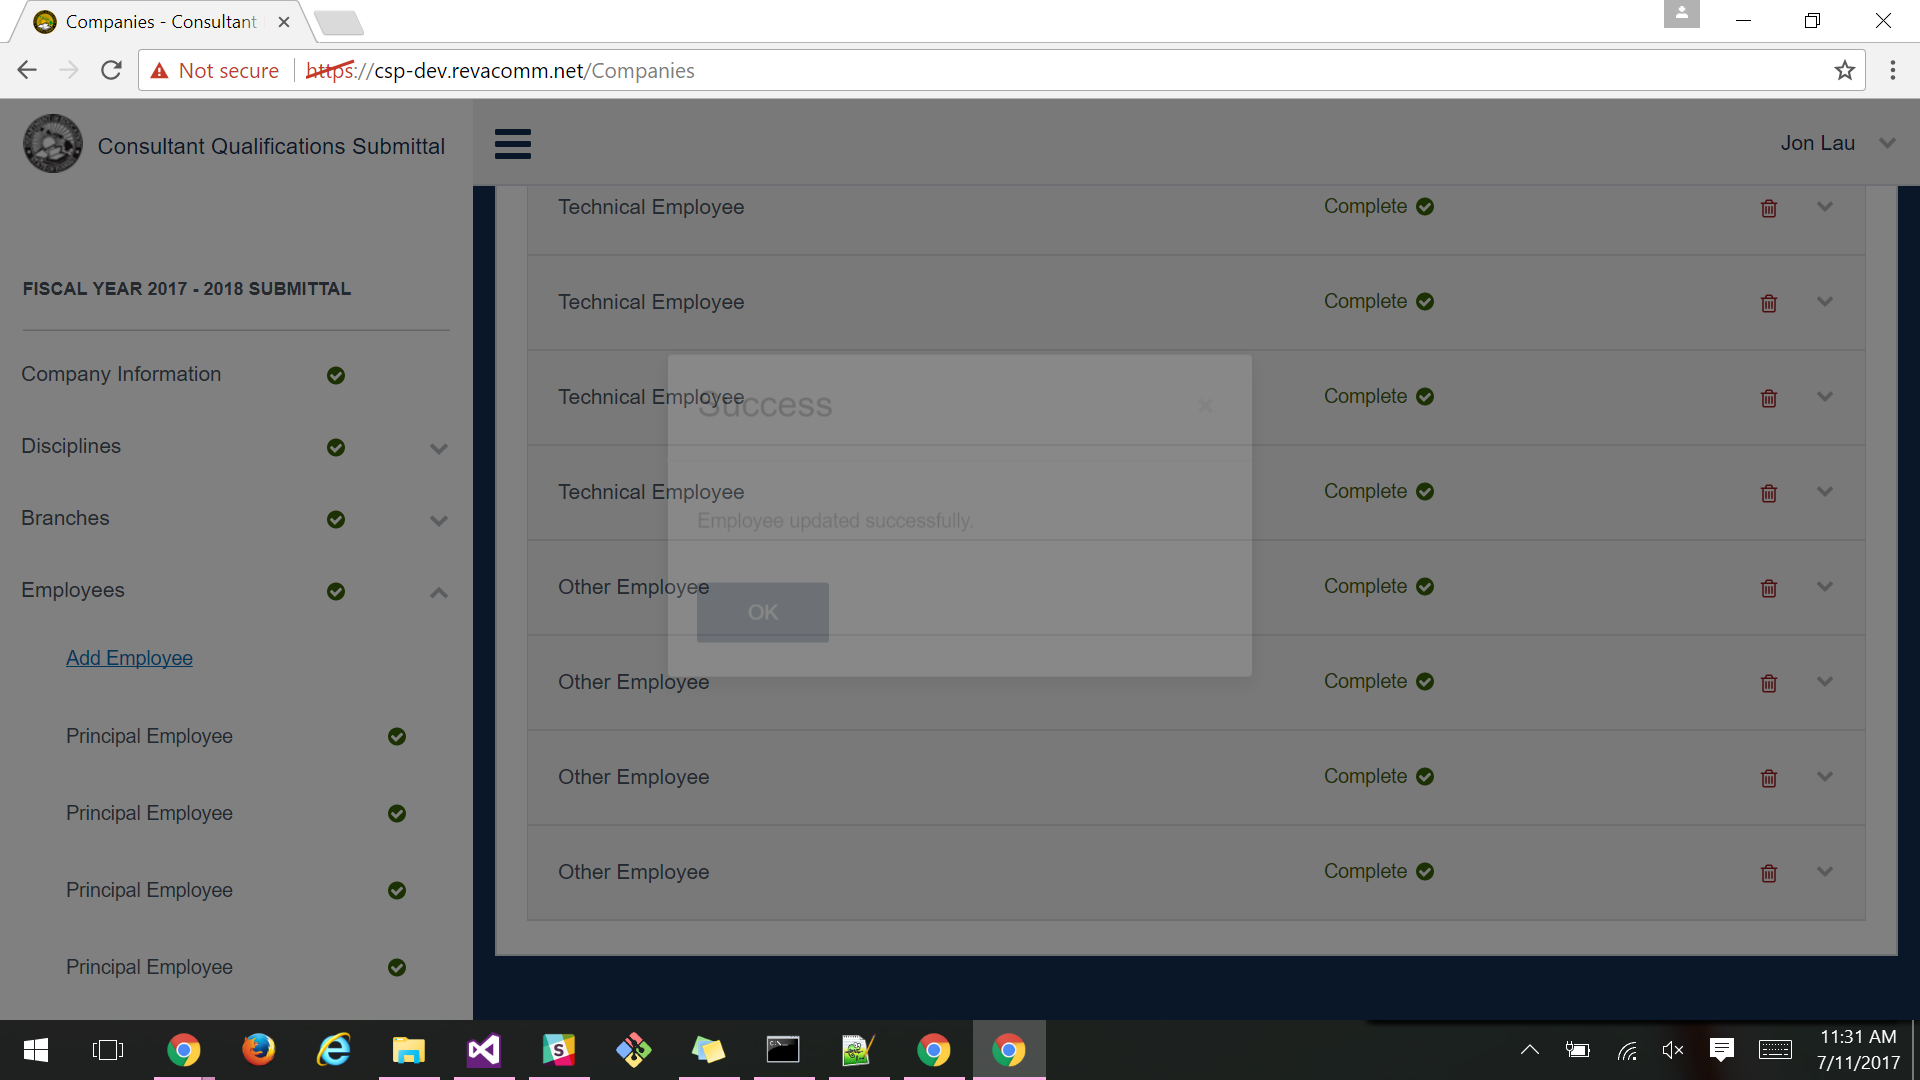 Companies - Consultant
Not secure
https://csp-dev.revacomm.net/Companies
Consultant Qualifications Submittal
Jon Lau
FISCAL YEAR 2017 - 2018 SUBMITTAL
Company Information
Disciplines
Branches
Employees
Add Employee
Principal Employee
Principal Employee
Principal Employee
Principal Employee
Technical Employee Complete
Technical Employee Complete
Technical Employee Complete
Technical Employee Complete
Other Employee Complete
Other Employee Complete
Other Employee Complete
Other Employee Complete
Success
Employee updated successfully.
OK
11:31 AM
7/11/2017